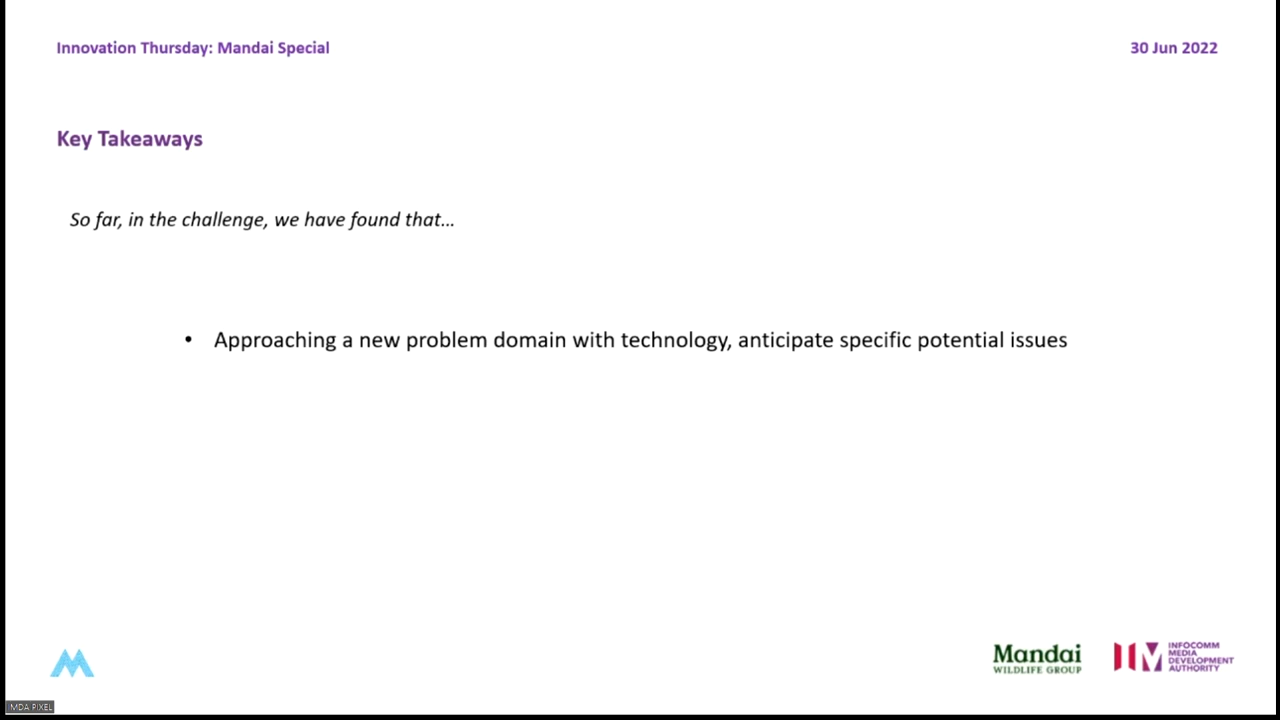 Innovation Thursday: Mandai Special
30 Jun 2022
Key Takeaways
So far, in the challenge, we have found that...
• Approaching a new problem domain with technology, anticipate specific potential issues
Mandai
WILDLIFE GROUP
INFOCOMM
MEDIA
DEVELOPMENT
AUTHORITY
IMDA PIXEL